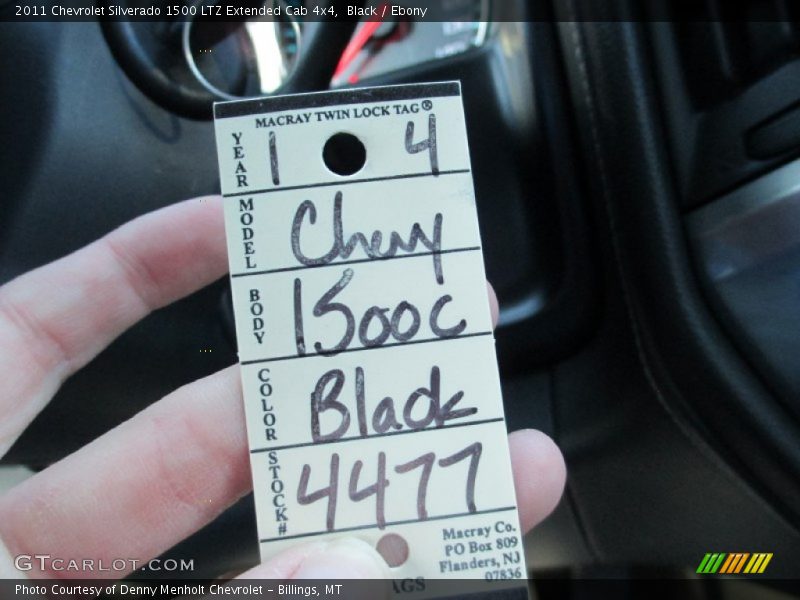 2011 Chevrolet Silverado 1500 LTZ Extended Cab 4x4, Black / Ebony
MACRAY TWIN LOCK TAG®
YEAR 1 4
MODEL Chevy
BODY 1500 C
COLOR Black
STOCK# 4477
Macray Co.
PO Box 809
Flanders, NJ
07836
AGS
GTCARLOT.COM
Photo Courtesy of Denny Menholt Chevrolet – Billings, MT